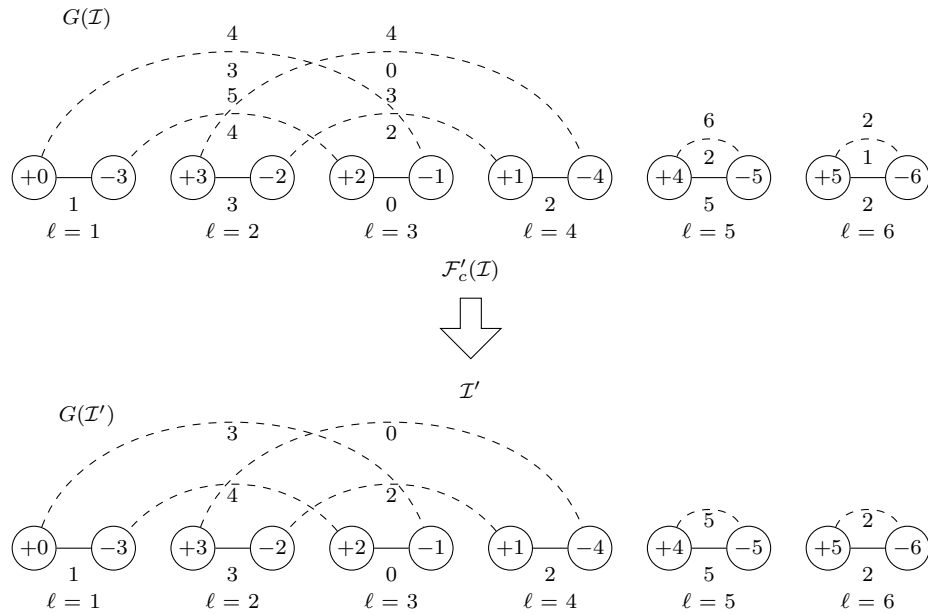 G(𝓘)
4 4
3 0
5 3 6 2
4 2 2 1
+0 −3 +3 −2 +2 −1 +1 −4 +4 −5 +5 −6
1 3 0 2 5 2
ℓ = 1 ℓ = 2 ℓ = 3 ℓ = 4 ℓ = 5 ℓ = 6
𝓕′c(𝓘)
𝓘′
G(𝓘′)
3 0
4 2 5 2
+0 −3 +3 −2 +2 −1 +1 −4 +4 −5 +5 −6
1 3 0 2 5 2
ℓ = 1 ℓ = 2 ℓ = 3 ℓ = 4 ℓ = 5 ℓ = 6